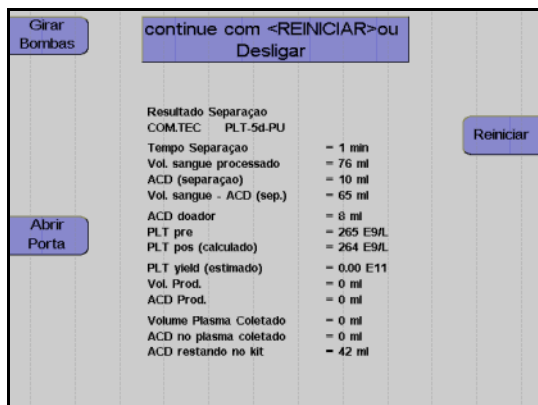 Girar
Bombas
continue com <REINICIAR>ou
Desligar
Resultado Separaçao
COM.TEC PLT-5d-PU
Reiniciar
Tempo Separaçao = 1 min
Vol. sangue processado = 76 ml
ACD (separaçao) = 10 ml
Vol. sangue - ACD (sep.) = 65 ml
Abrir
Porta
ACD doador = 8 ml
PLT pre = 265 E9/L
PLT pos (calculado) = 264 E9/L
PLT yield (estimado) = 0.00 E11
Vol. Prod. = 0 ml
ACD Prod. = 0 ml
Volume Plasma Coletado = 0 ml
ACD no plasma coletado = 0 ml
ACD restando no kit = 42 ml